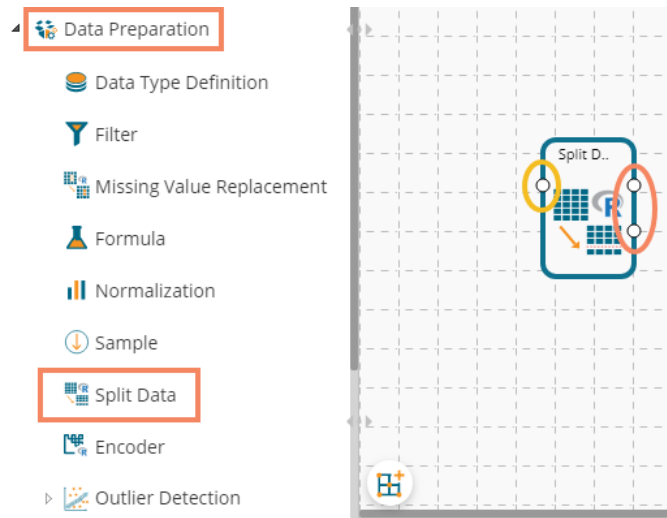 Data Preparation
Data Type Definition
Filter
Missing Value Replacement
Formula
Normalization
Sample
Split Data
Encoder
Outlier Detection
Split D..
R